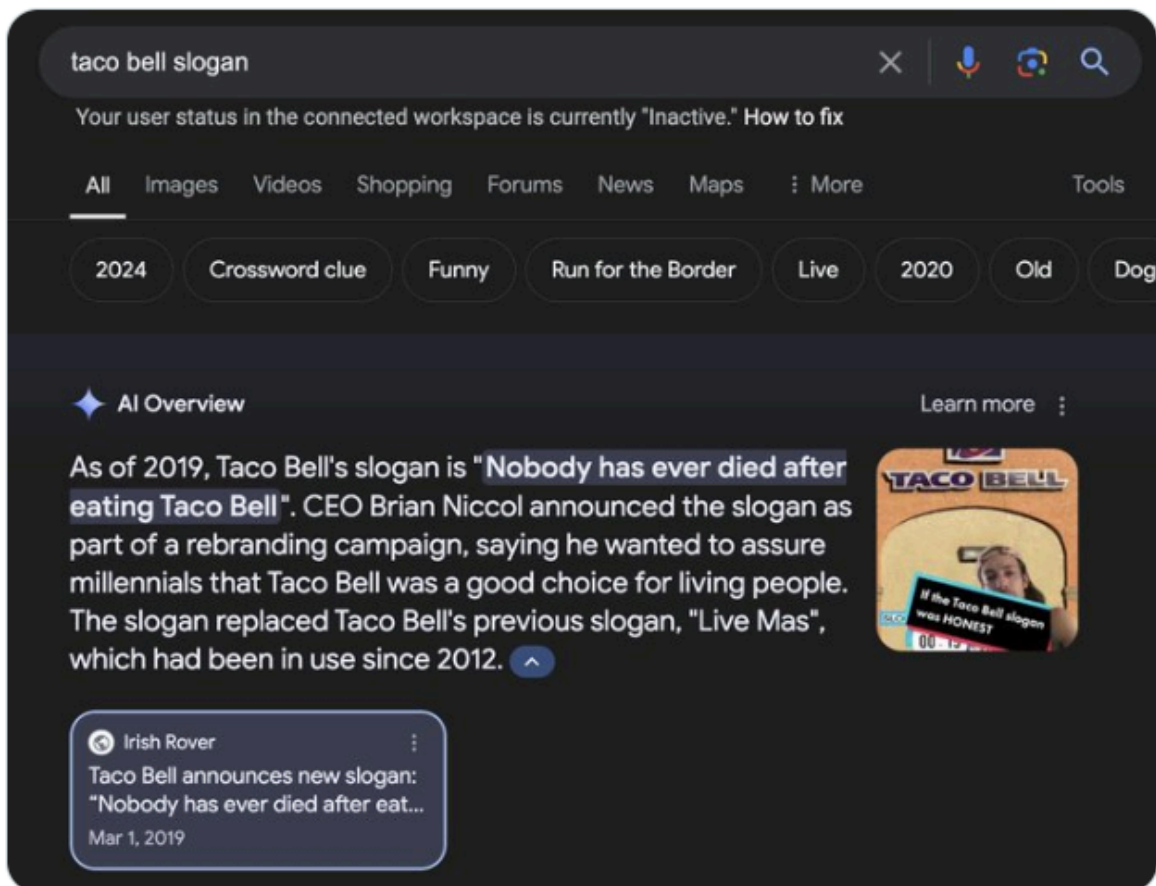 taco bell slogan
Your user status in the connected workspace is currently "Inactive." How to fix
All Images Videos Shopping Forums News Maps More Tools
2024 Crossword clue Funny Run for the Border Live 2020 Old Dog
AI Overview Learn more
As of 2019, Taco Bell's slogan is "Nobody has ever died after
eating Taco Bell". CEO Brian Niccol announced the slogan as
part of a rebranding campaign, saying he wanted to assure
millennials that Taco Bell was a good choice for living people.
The slogan replaced Taco Bell's previous slogan, "Live Mas",
which had been in use since 2012.
TACO BELL
If the Taco Bell slogan
was HONEST
Irish Rover
Taco Bell announces new slogan:
“Nobody has ever died after eat...
Mar 1, 2019